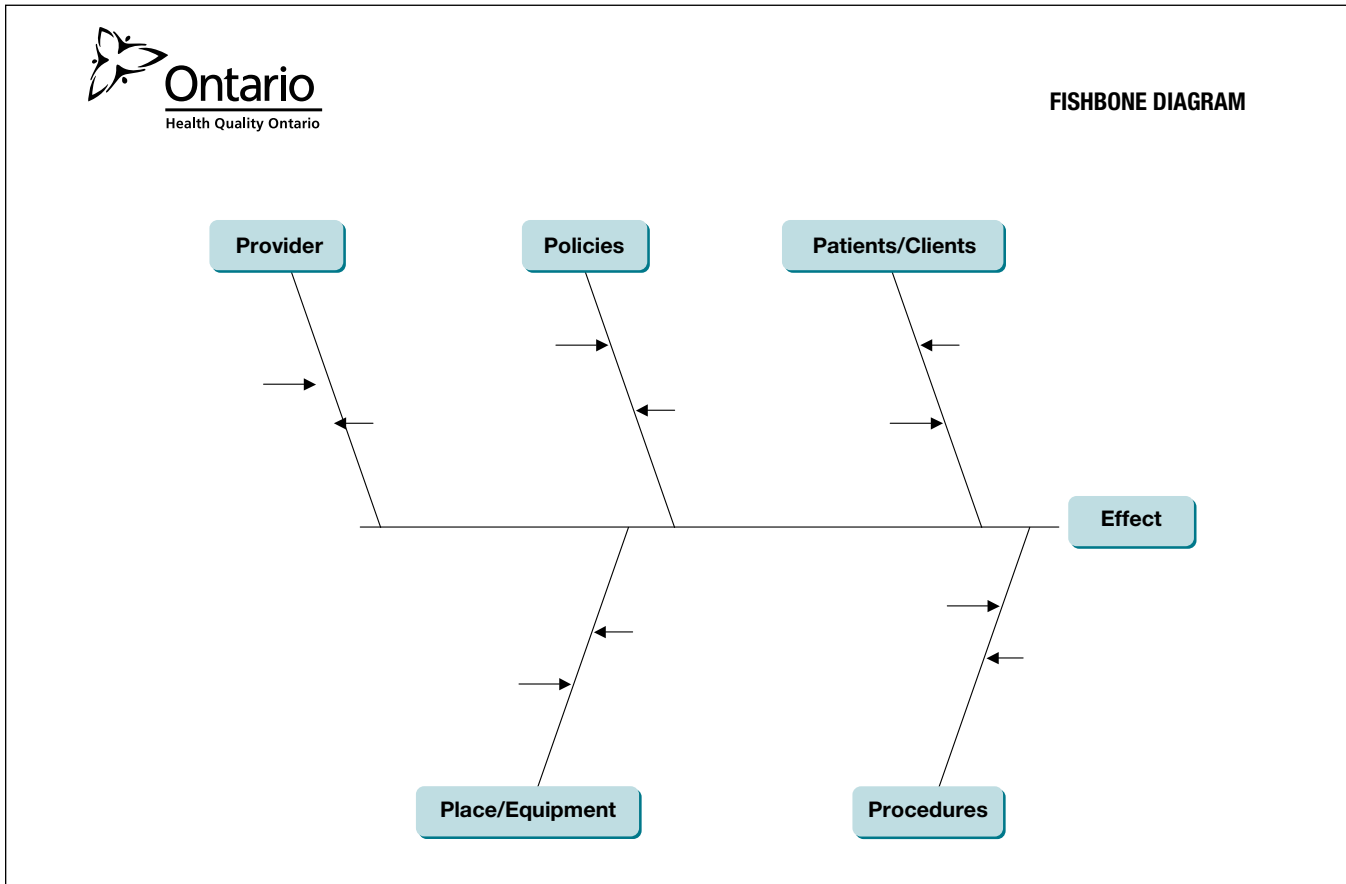 Ontario
Health Quality Ontario
FISHBONE DIAGRAM
Provider
Policies
Patients/Clients
Effect
Place/Equipment
Procedures